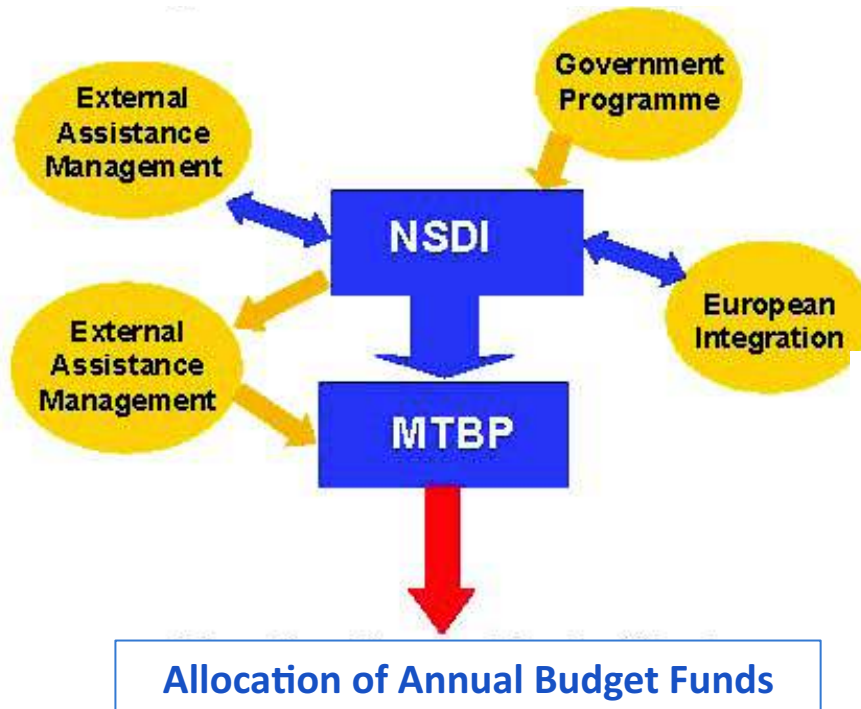 Government
Programme
External
Assistance
Management
NSDI
European
Integration
External
Assistance
Management
MTBP
Allocation of Annual Budget Funds